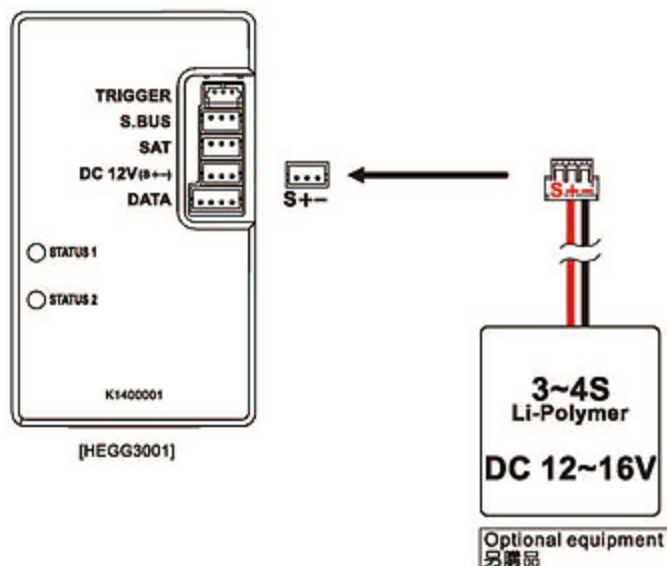 TRIGGER
S.BUS
SAT
DC 12V(S+-)
DATA
S+-
S+-
STATUS 1
STATUS 2
K1400001
[HEGG3001]
3~4S
Li-Polymer
DC 12~16V
Optional equipment
另購品